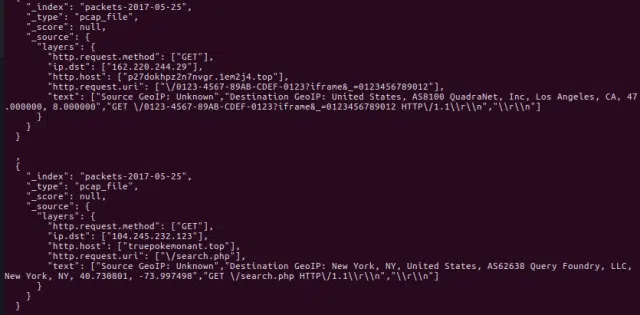 "_index": "packets-2017-05-25",
"_type": "pcap_file",
"_score": null,
"_source": {
"layers": {
"http.request.method": ["GET"],
"ip.dst": ["162.220.244.29"],
"http.host": ["p27dokhpz2n7nvgr.1em2j4.top"],
"http.request.uri": ["\/0123-4567-89AB-CDEF-0123?iframe&_=0123456789012"],
"text": ["Source GeoIP: Unknown","Destination GeoIP: United States, AS8100 QuadraNet, Inc, Los Angeles, CA, 47
.000000, 8.000000","GET \/0123-4567-89AB-CDEF-0123?iframe&_=0123456789012 HTTP\/1.1\\r\\n","\\r\\n"]
}
}
}
,
{
"_index": "packets-2017-05-25",
"_type": "pcap_file",
"_score": null,
"_source": {
"layers": {
"http.request.method": ["GET"],
"ip.dst": ["104.245.232.123"],
"http.host": ["truepokemonant.top"],
"http.request.uri": ["\/search.php"],
"text": ["Source GeoIP: Unknown","Destination GeoIP: New York, NY, United States, AS62638 Query Foundry, LLC,
New York, NY, 40.730801, -73.997498","GET \/search.php HTTP\/1.1\\r\\n","\\r\\n"]
}
}
}